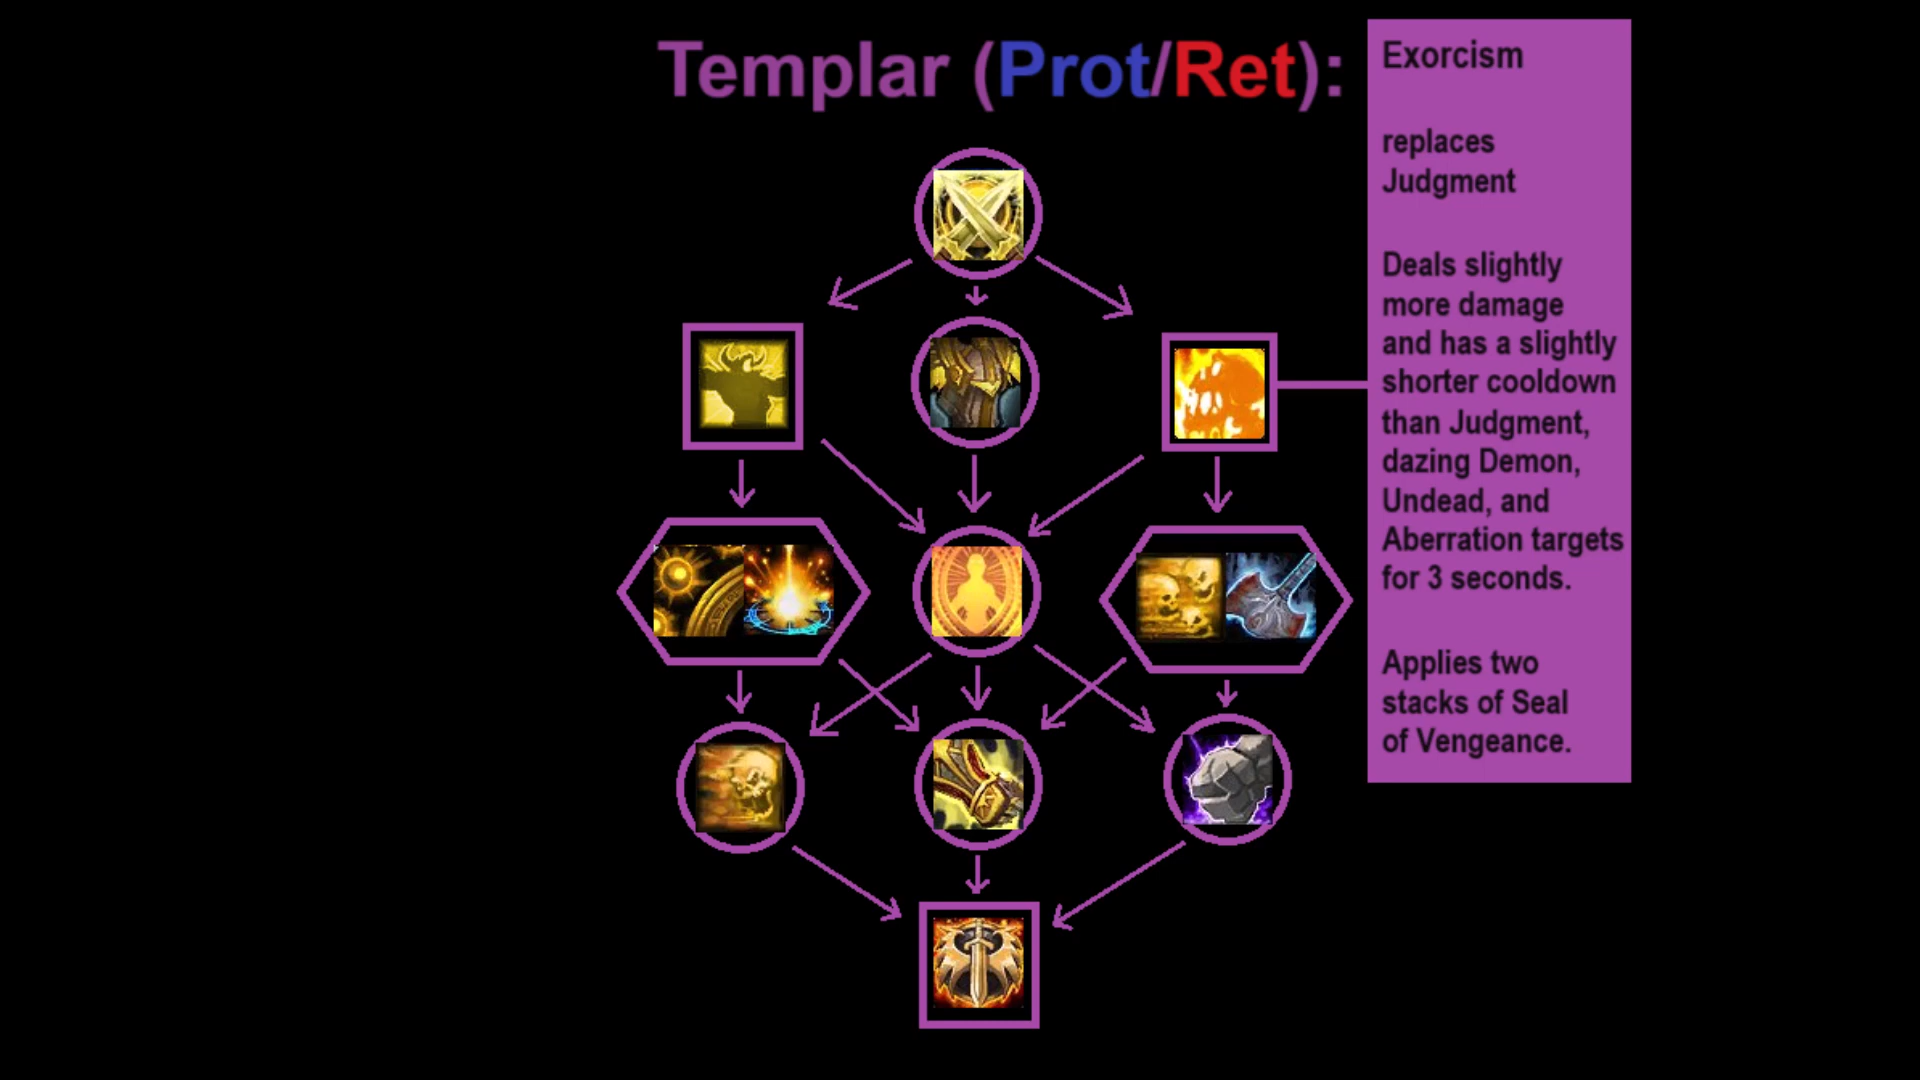 Templar (Prot/Ret):
Exorcism
replaces
Judgment
Deals slightly
more damage
and has a slightly
shorter cooldown
than Judgment,
dazing Demon,
Undead, and
Aberration targets
for 3 seconds.
Applies two
stacks of Seal
of Vengeance.